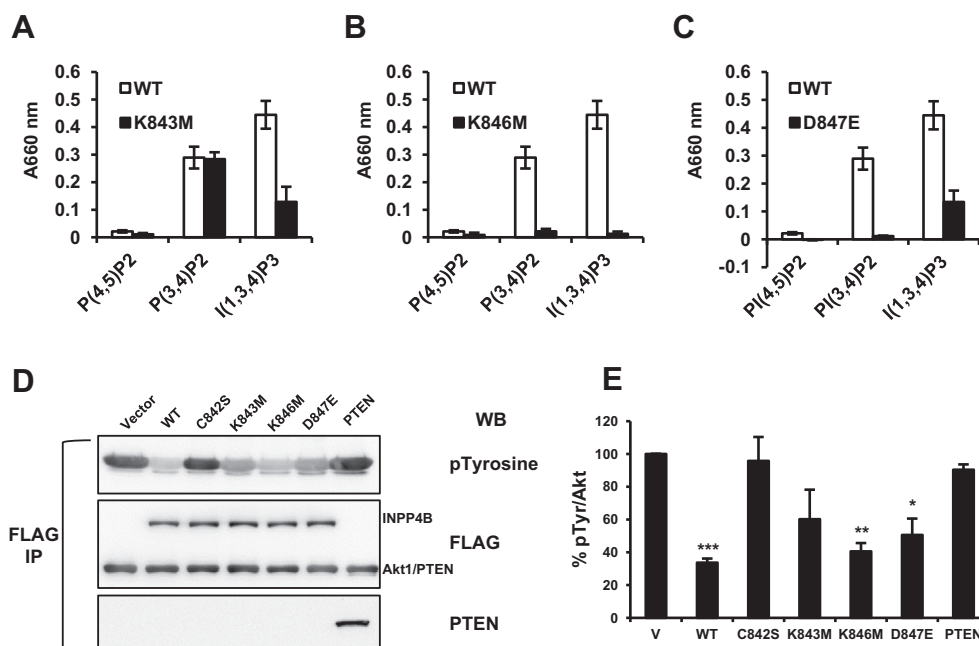 A
A660 nm
0.6
0.5
0.4
0.3
0.2
0.1
0
WT
K843M
P(4,5)P2
P(3,4)P2
I(1,3,4)P3
B
A660 nm
0.6
0.5
0.4
0.3
0.2
0.1
0
WT
K846M
P(4,5)P2
P(3,4)P2
I(1,3,4)P3
C
A660 nm
0.6
0.5
0.4
0.3
0.2
0.1
0
-0.1
WT
D847E
PI(4,5)P2
PI(3,4)P2
I(1,3,4)P3
D
Vector
WT
C842S
K843M
K846M
D847E
PTEN
WB
pTyrosine
INPP4B
FLAG
Akt1/PTEN
PTEN
FLAG
IP
E
% pTyr/Akt
120
100
80
60
40
20
0
***
**
*
V
WT
C842S
K843M
K846M
D847E
PTEN